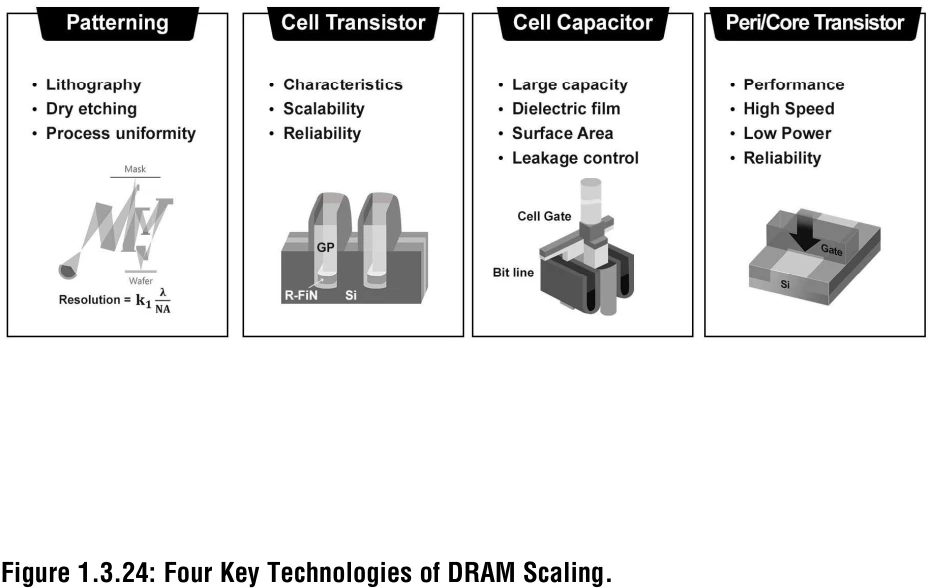 Patterning
• Lithography
• Dry etching
• Process uniformity
Mask
Wafer
Resolution = k₁ λ/NA
Cell Transistor
• Characteristics
• Scalability
• Reliability
GP
R-FiN
Si
Cell Capacitor
• Large capacity
• Dielectric film
• Surface Area
• Leakage control
Cell Gate
Bit line
Peri/Core Transistor
• Performance
• High Speed
• Low Power
• Reliability
Gate
Si
Figure 1.3.24: Four Key Technologies of DRAM Scaling.